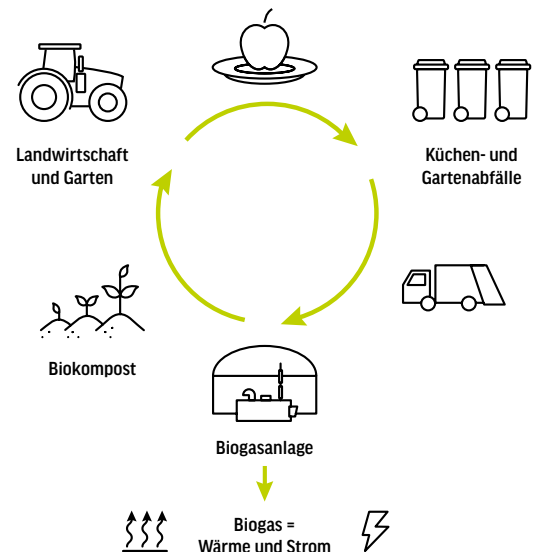 Landwirtschaft
und Garten
Küchen- und
Gartenabfälle
Biokompost
Biogasanlage
Biogas =
Wärme und Strom